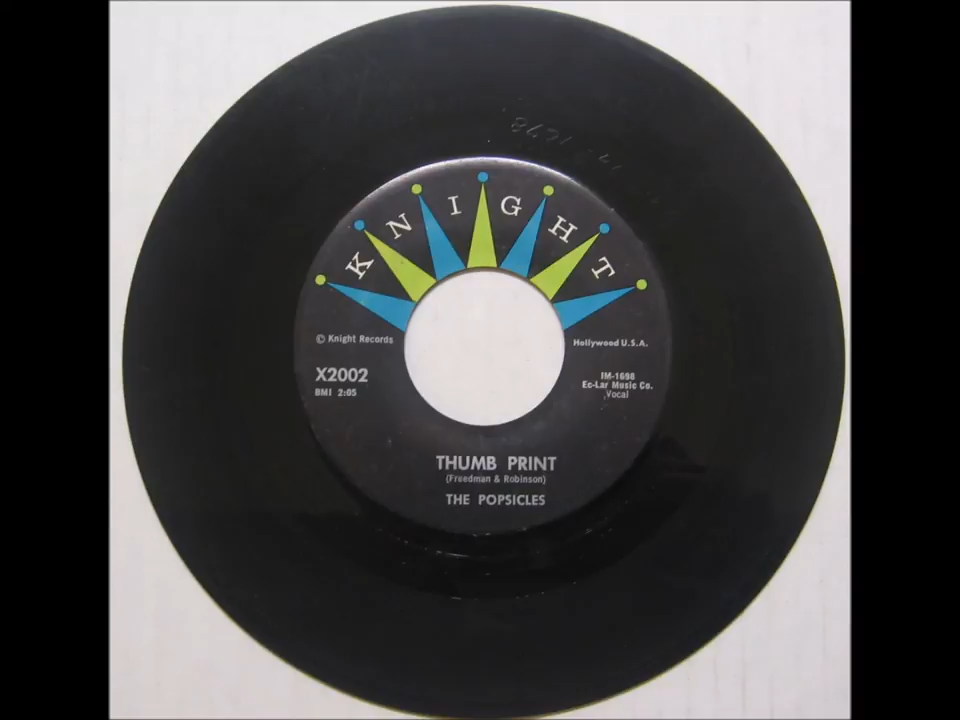 KNIGHT
© Knight Records
Hollywood U.S.A.
X2002
BMI 2:05
IM-1698
Ec-Lar Music Co.
Vocal
THUMB PRINT
(Freedman & Robinson)
THE POPSICLES